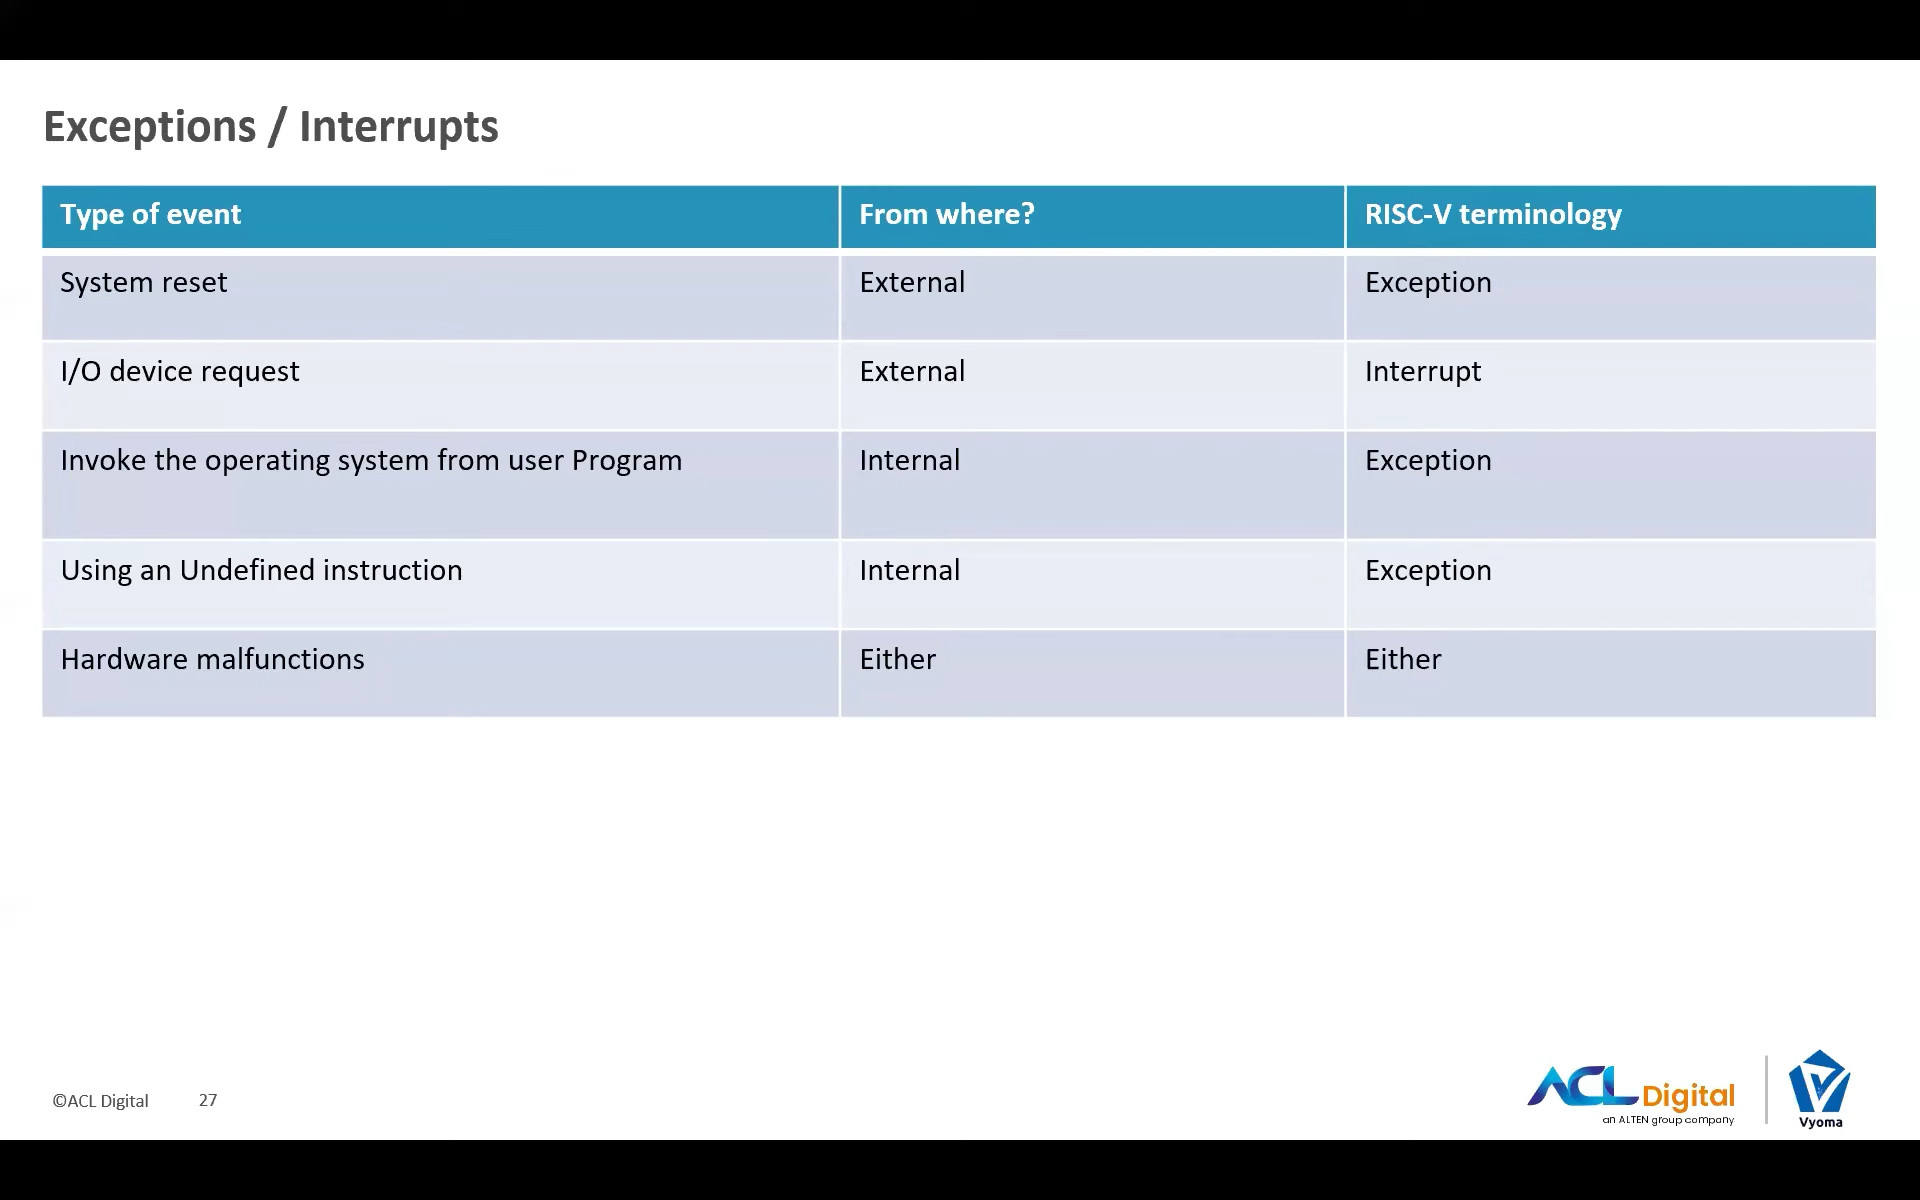 Exceptions / Interrupts
Type of event From where? RISC-V terminology
System reset External Exception
I/O device request External Interrupt
Invoke the operating system from user Program Internal Exception
Using an Undefined instruction Internal Exception
Hardware malfunctions Either Either
©ACL Digital 27
ACL Digital
an ALTEN group company
Vyoma